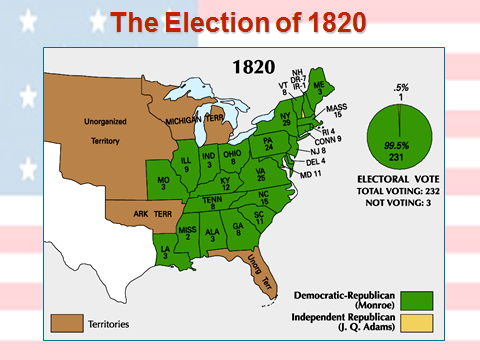 The Election of 1820
1820
NH
DR-7
IR-1
VT
8
ME
3
MASS
15
NY
29
RI 4
CONN 9
NJ 8
DEL 4
MD 11
PA
24
MICHIGAN TERR
Unorganized
Territory
ILL
9
IND
3
OHIO
8
VA
25
MO
3
KY
12
NC
15
TENN
8
ARK TERR
SC
11
MISS
2
ALA
3
GA
8
LA
3
Unorg Terr
.5%
1
99.5%
231
ELECTORAL VOTE
TOTAL VOTING: 232
NOT VOTING: 3
Democratic-Republican
(Monroe)
Independent Republican
(J. Q. Adams)
Territories